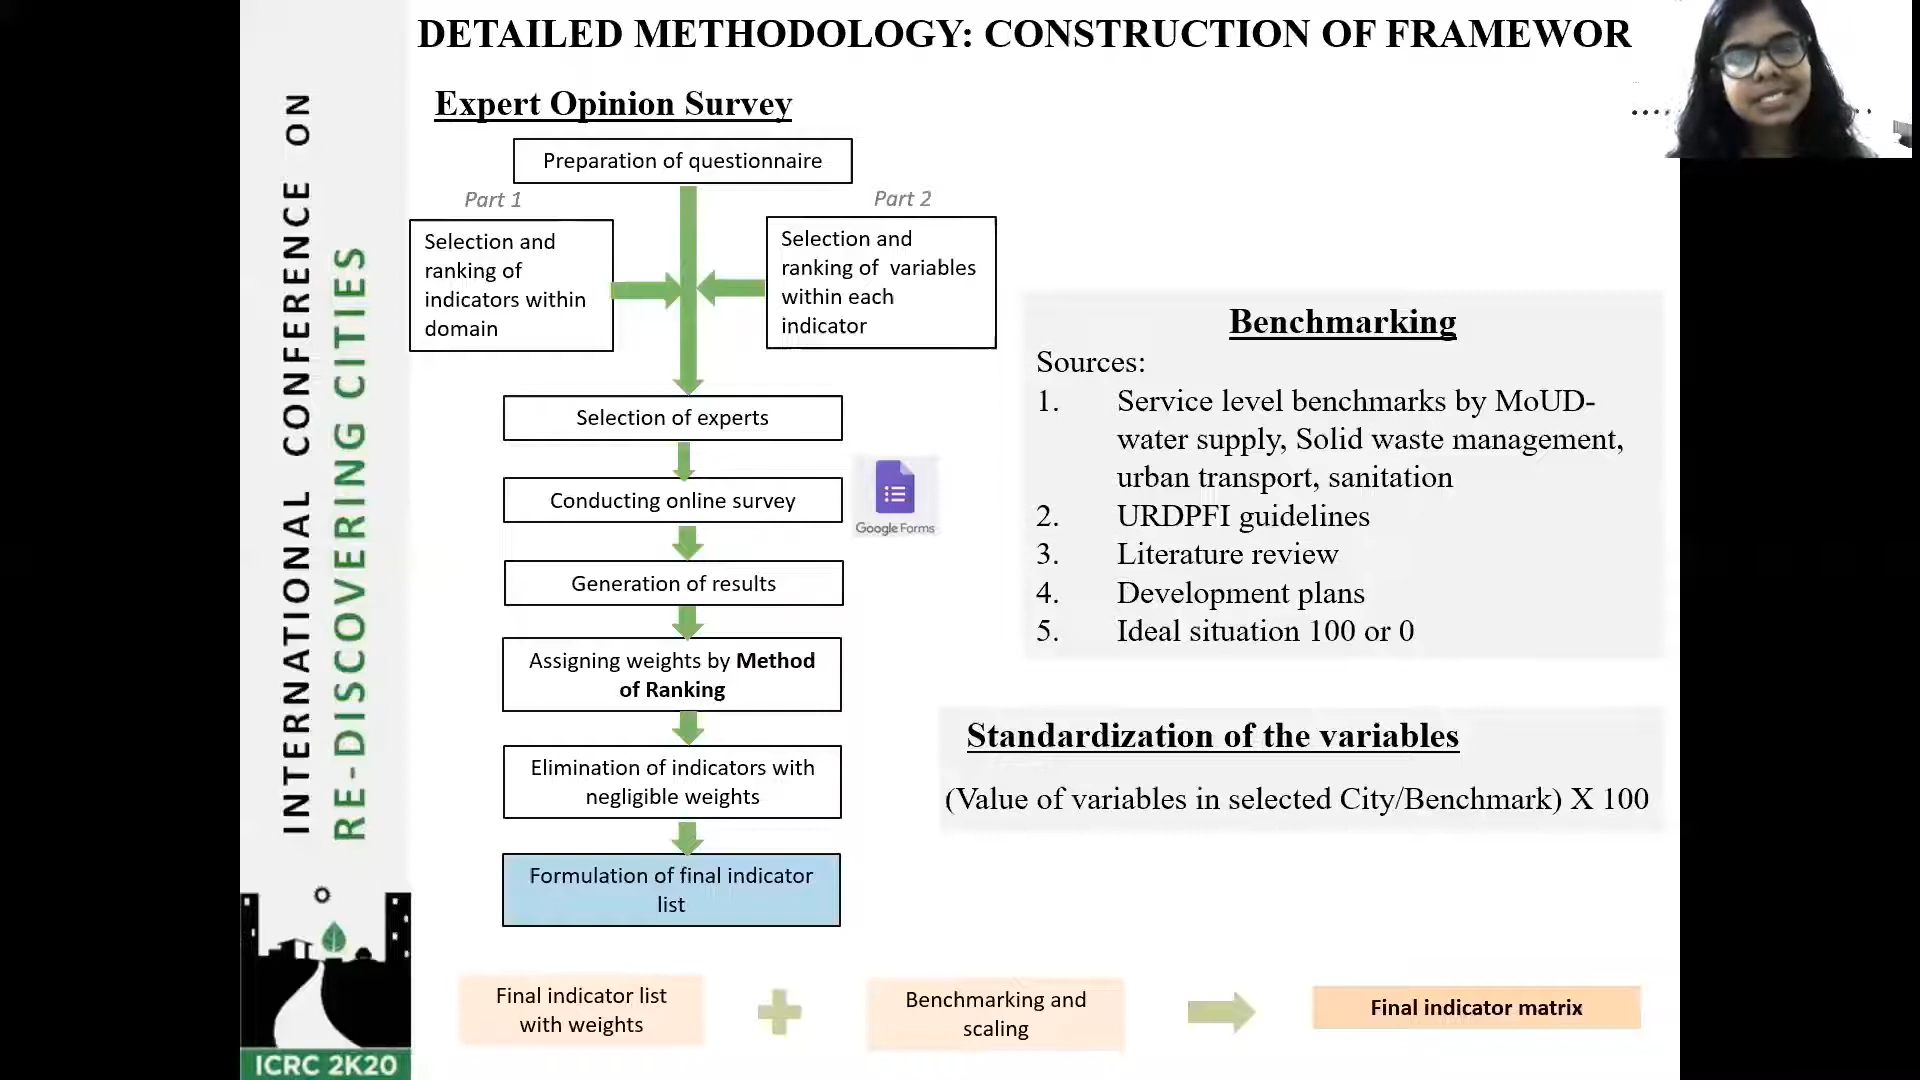 DETAILED METHODOLOGY: CONSTRUCTION OF FRAMEWOR
INTERNATIONAL CONFERENCE ON
RE-DISCOVERING CITIES
ICRC 2K20
Expert Opinion Survey
Preparation of questionnaire
Part 1
Selection and
ranking of
indicators within
domain
Part 2
Selection and
ranking of variables
within each
indicator
Selection of experts
Conducting online survey
Google Forms
Generation of results
Assigning weights by Method
of Ranking
Elimination of indicators with
negligible weights
Formulation of final indicator
list
Benchmarking
Sources:
1. Service level benchmarks by MoUD-
water supply, Solid waste management,
urban transport, sanitation
2. URDPFI guidelines
3. Literature review
4. Development plans
5. Ideal situation 100 or 0
Standardization of the variables
(Value of variables in selected City/Benchmark) X 100
Final indicator list
with weights
Benchmarking and
scaling
Final indicator matrix